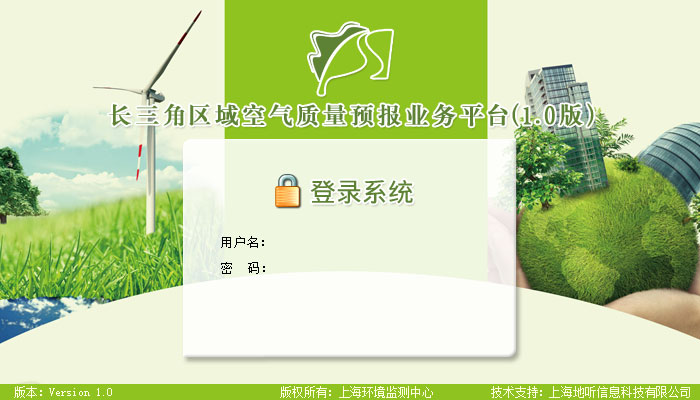 长三角区域空气质量预报业务平台(1.0版)
登录系统
用户名：
密　码：
版本：Version 1.0
版权所有：上海环境监测中心
技术支持：上海地听信息科技有限公司